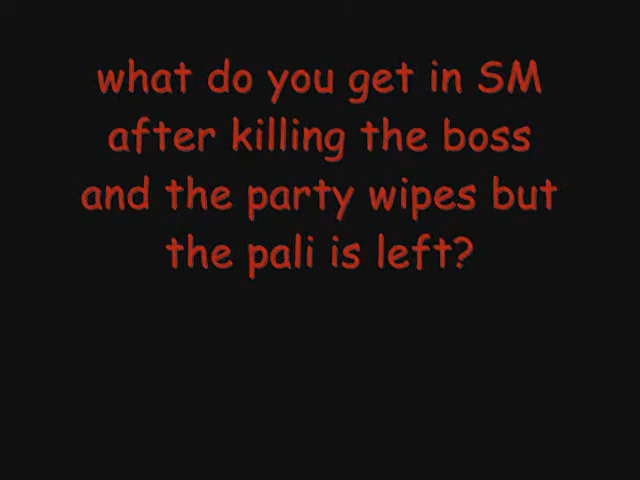 what do you get in SM
after killing the boss
and the party wipes but
the pali is left?